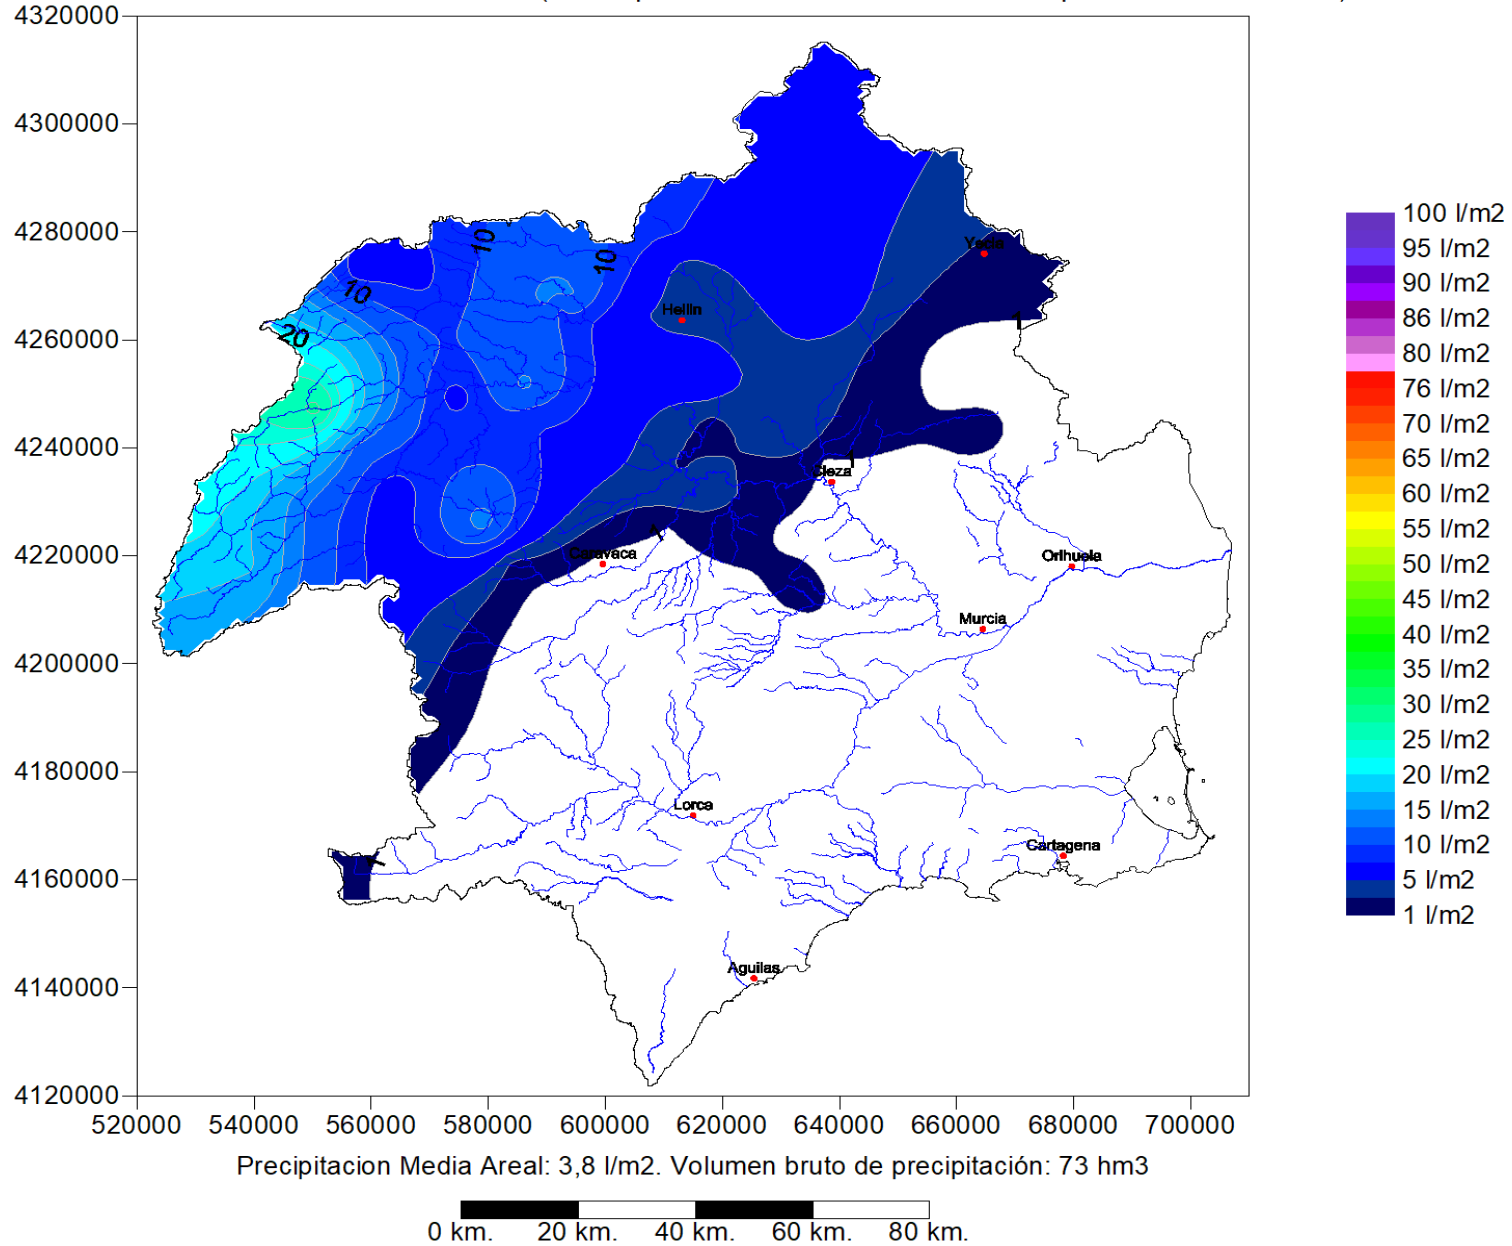 4320000
4300000
4280000
4260000
4240000
4220000
4200000
4180000
4160000
4140000
4120000
520000 540000 560000 580000 600000 620000 640000 660000 680000 700000
10
10
10
20
1
1
1
1
Yecla
Hellin
Cieza
Caravaca
Orihuela
Murcia
Lorca
Cartagena
Aguilas
100 l/m2
95 l/m2
90 l/m2
86 l/m2
80 l/m2
76 l/m2
70 l/m2
65 l/m2
60 l/m2
55 l/m2
50 l/m2
45 l/m2
40 l/m2
35 l/m2
30 l/m2
25 l/m2
20 l/m2
15 l/m2
10 l/m2
5 l/m2
1 l/m2
Precipitacion Media Areal: 3,8 l/m2. Volumen bruto de precipitación: 73 hm3
0 km. 20 km. 40 km. 60 km. 80 km.